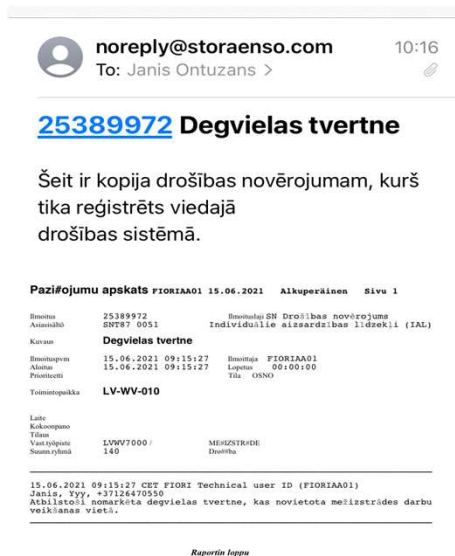 noreply@storaenso.com 10:16
To: Janis Ontuzans >
25389972 Degvielas tvertne
Šeit ir kopija drošības novērojumam, kurš
tika reģistrēts viedajā
drošības sistēmā.
Pazi#ojumu apskats FIORIAA01 15.06.2021 Alkuperäinen Sivu 1
Ilmoitus 25389972 Ilmoituslaji SN Drošības novērojums
Asiasisältö SNT87 0051 Individuālie aizsardzības līdzekļi (IAL)
Kuvaus Degvielas tvertne
Ilmoituspvm 15.06.2021 09:15:27 Ilmoittaja FIORIAA01
Aloitus 15.06.2021 09:15:27 Lopetus 00:00:00
Prioriteetti Tila OSNO
Toimintopaikka LV-WV-010
Laite
Kokoonpano
Tilaus
Vast.työpiste LVWV7000 / ME#IZSTR#DE
Suunn.ryhmä 140 Dro##ba
15.06.2021 09:15:27 CET FIORI Technical user ID (FIORIAA01)
Janis, Yyy, +37126470550
Atbilstoši nomarkēta degvielas tvertne, kas novietota mežizstrādes darbu
veikšanas vietā.
Raportin loppu